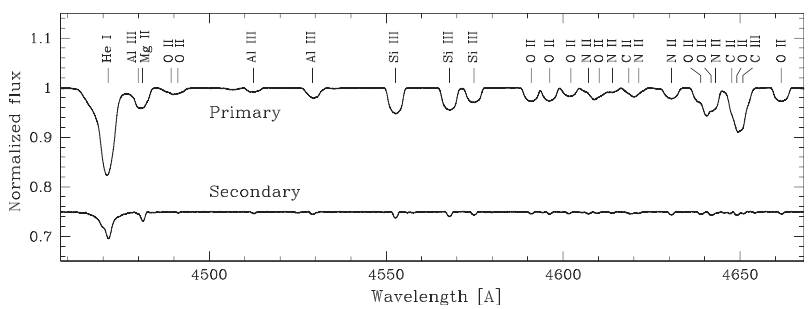 He I
Al III
Mg II
O II
O II
Al III
Al III
Si III
Si III
Si III
O II
O II
O II
N II
O II
N II
C II
N II
N II
O II
O II
N II
C II
O II
C III
O II
1.1
1
0.9
0.8
0.7
Normalized flux
Primary
Secondary
4500
4550
4600
4650
Wavelength [A]